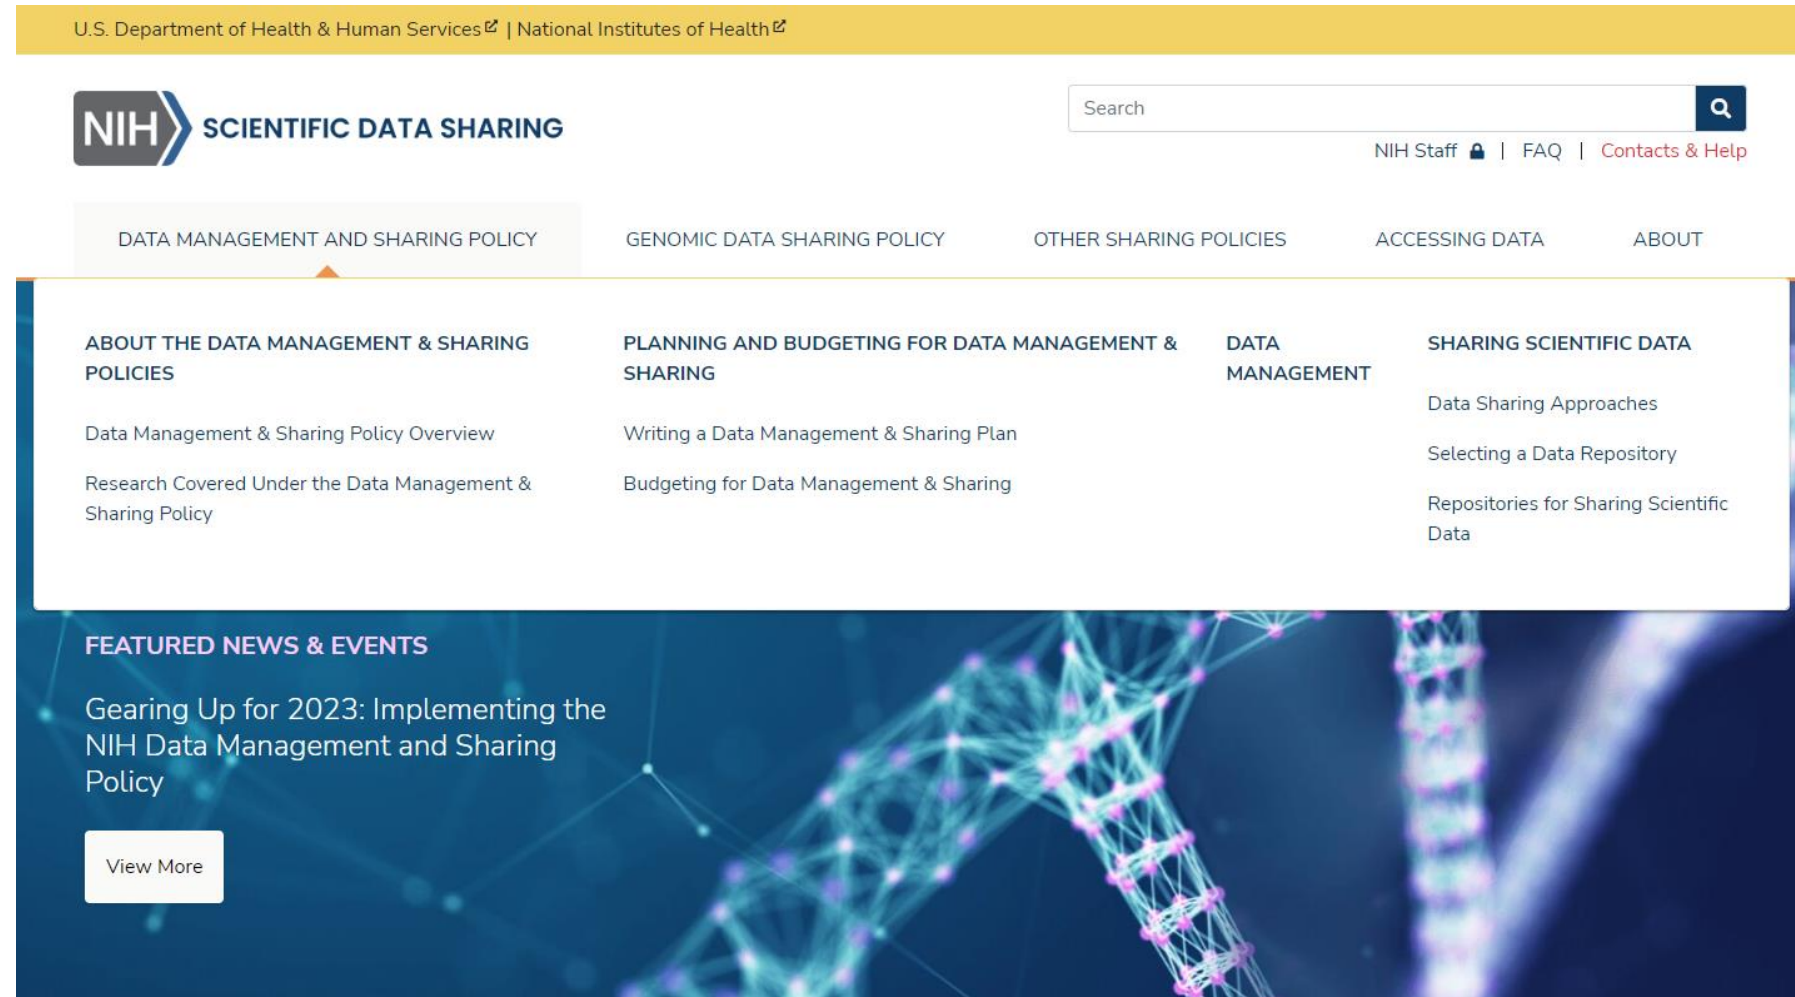 U.S. Department of Health & Human Services | National Institutes of Health
NIH SCIENTIFIC DATA SHARING
Search
NIH Staff | FAQ | Contacts & Help
DATA MANAGEMENT AND SHARING POLICY GENOMIC DATA SHARING POLICY OTHER SHARING POLICIES ACCESSING DATA ABOUT
ABOUT THE DATA MANAGEMENT & SHARING
POLICIES
Data Management & Sharing Policy Overview
Research Covered Under the Data Management &
Sharing Policy
PLANNING AND BUDGETING FOR DATA MANAGEMENT &
SHARING
Writing a Data Management & Sharing Plan
Budgeting for Data Management & Sharing
DATA
MANAGEMENT
SHARING SCIENTIFIC DATA
Data Sharing Approaches
Selecting a Data Repository
Repositories for Sharing Scientific
Data
FEATURED NEWS & EVENTS
Gearing Up for 2023: Implementing the
NIH Data Management and Sharing
Policy
View More